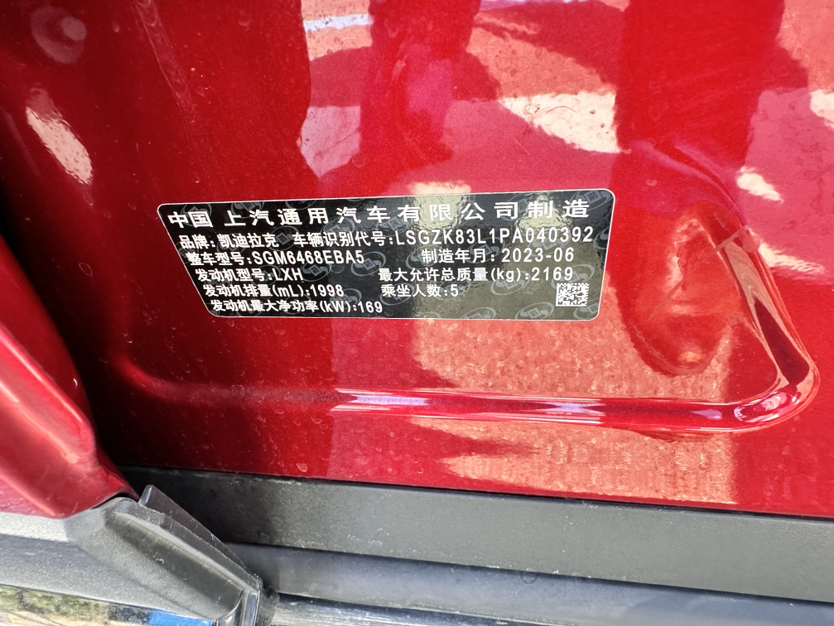 中国 上汽通用汽车有限公司制造
品牌: 凯迪拉克 车辆识别代号:LSGZK83L1PA040392
整车型号:SGM6468EBA5 制造年月: 2023-06
发动机型号:LXH 最大允许总质量(kg):2169
发动机排量(mL):1998 乘坐人数:5
发动机最大净功率(kW):169